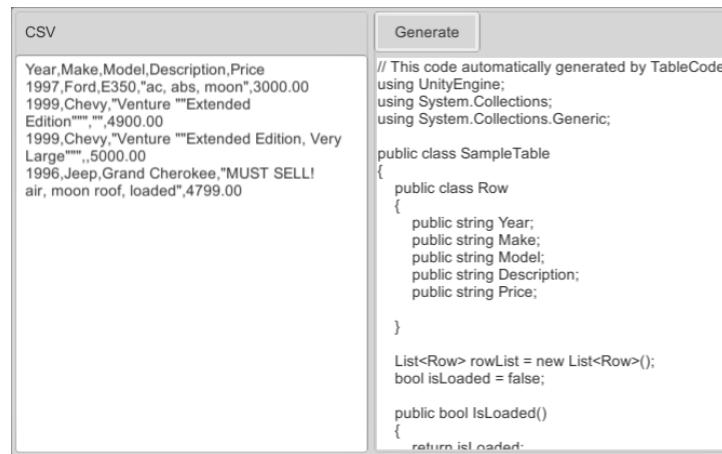 CSV
Year,Make,Model,Description,Price
1997,Ford,E350,"ac, abs, moon",3000.00
1999,Chevy,"Venture ""Extended
Edition""","",4900.00
1999,Chevy,"Venture ""Extended Edition, Very
Large""",,5000.00
1996,Jeep,Grand Cherokee,"MUST SELL!
air, moon roof, loaded",4799.00
Generate
// This code automatically generated by TableCode
using UnityEngine;
using System.Collections;
using System.Collections.Generic;
public class SampleTable
{
public class Row
{
public string Year;
public string Make;
public string Model;
public string Description;
public string Price;
}
List<Row> rowList = new List<Row>();
bool isLoaded = false;
public bool IsLoaded()
{
return isLoaded;